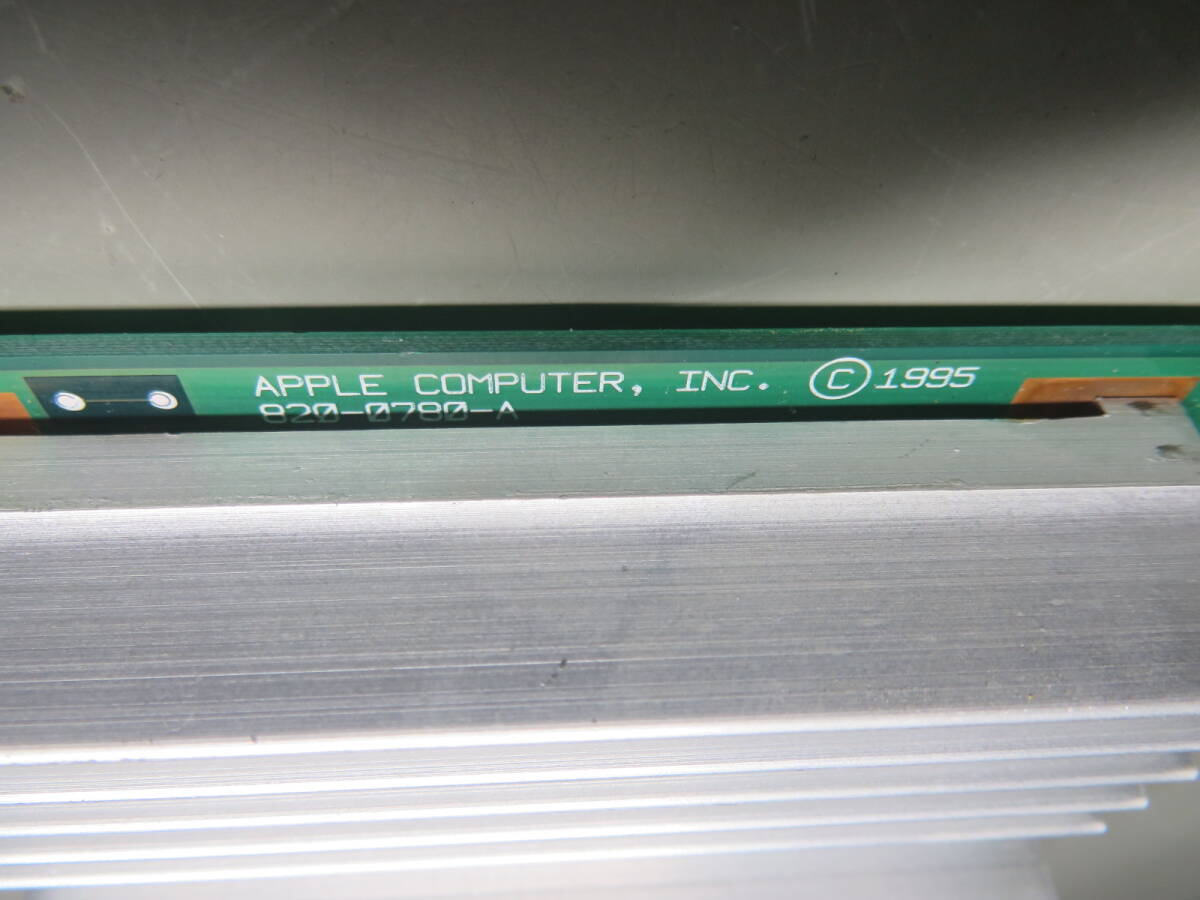 APPLE COMPUTER, INC. © 1995
820-0780-A